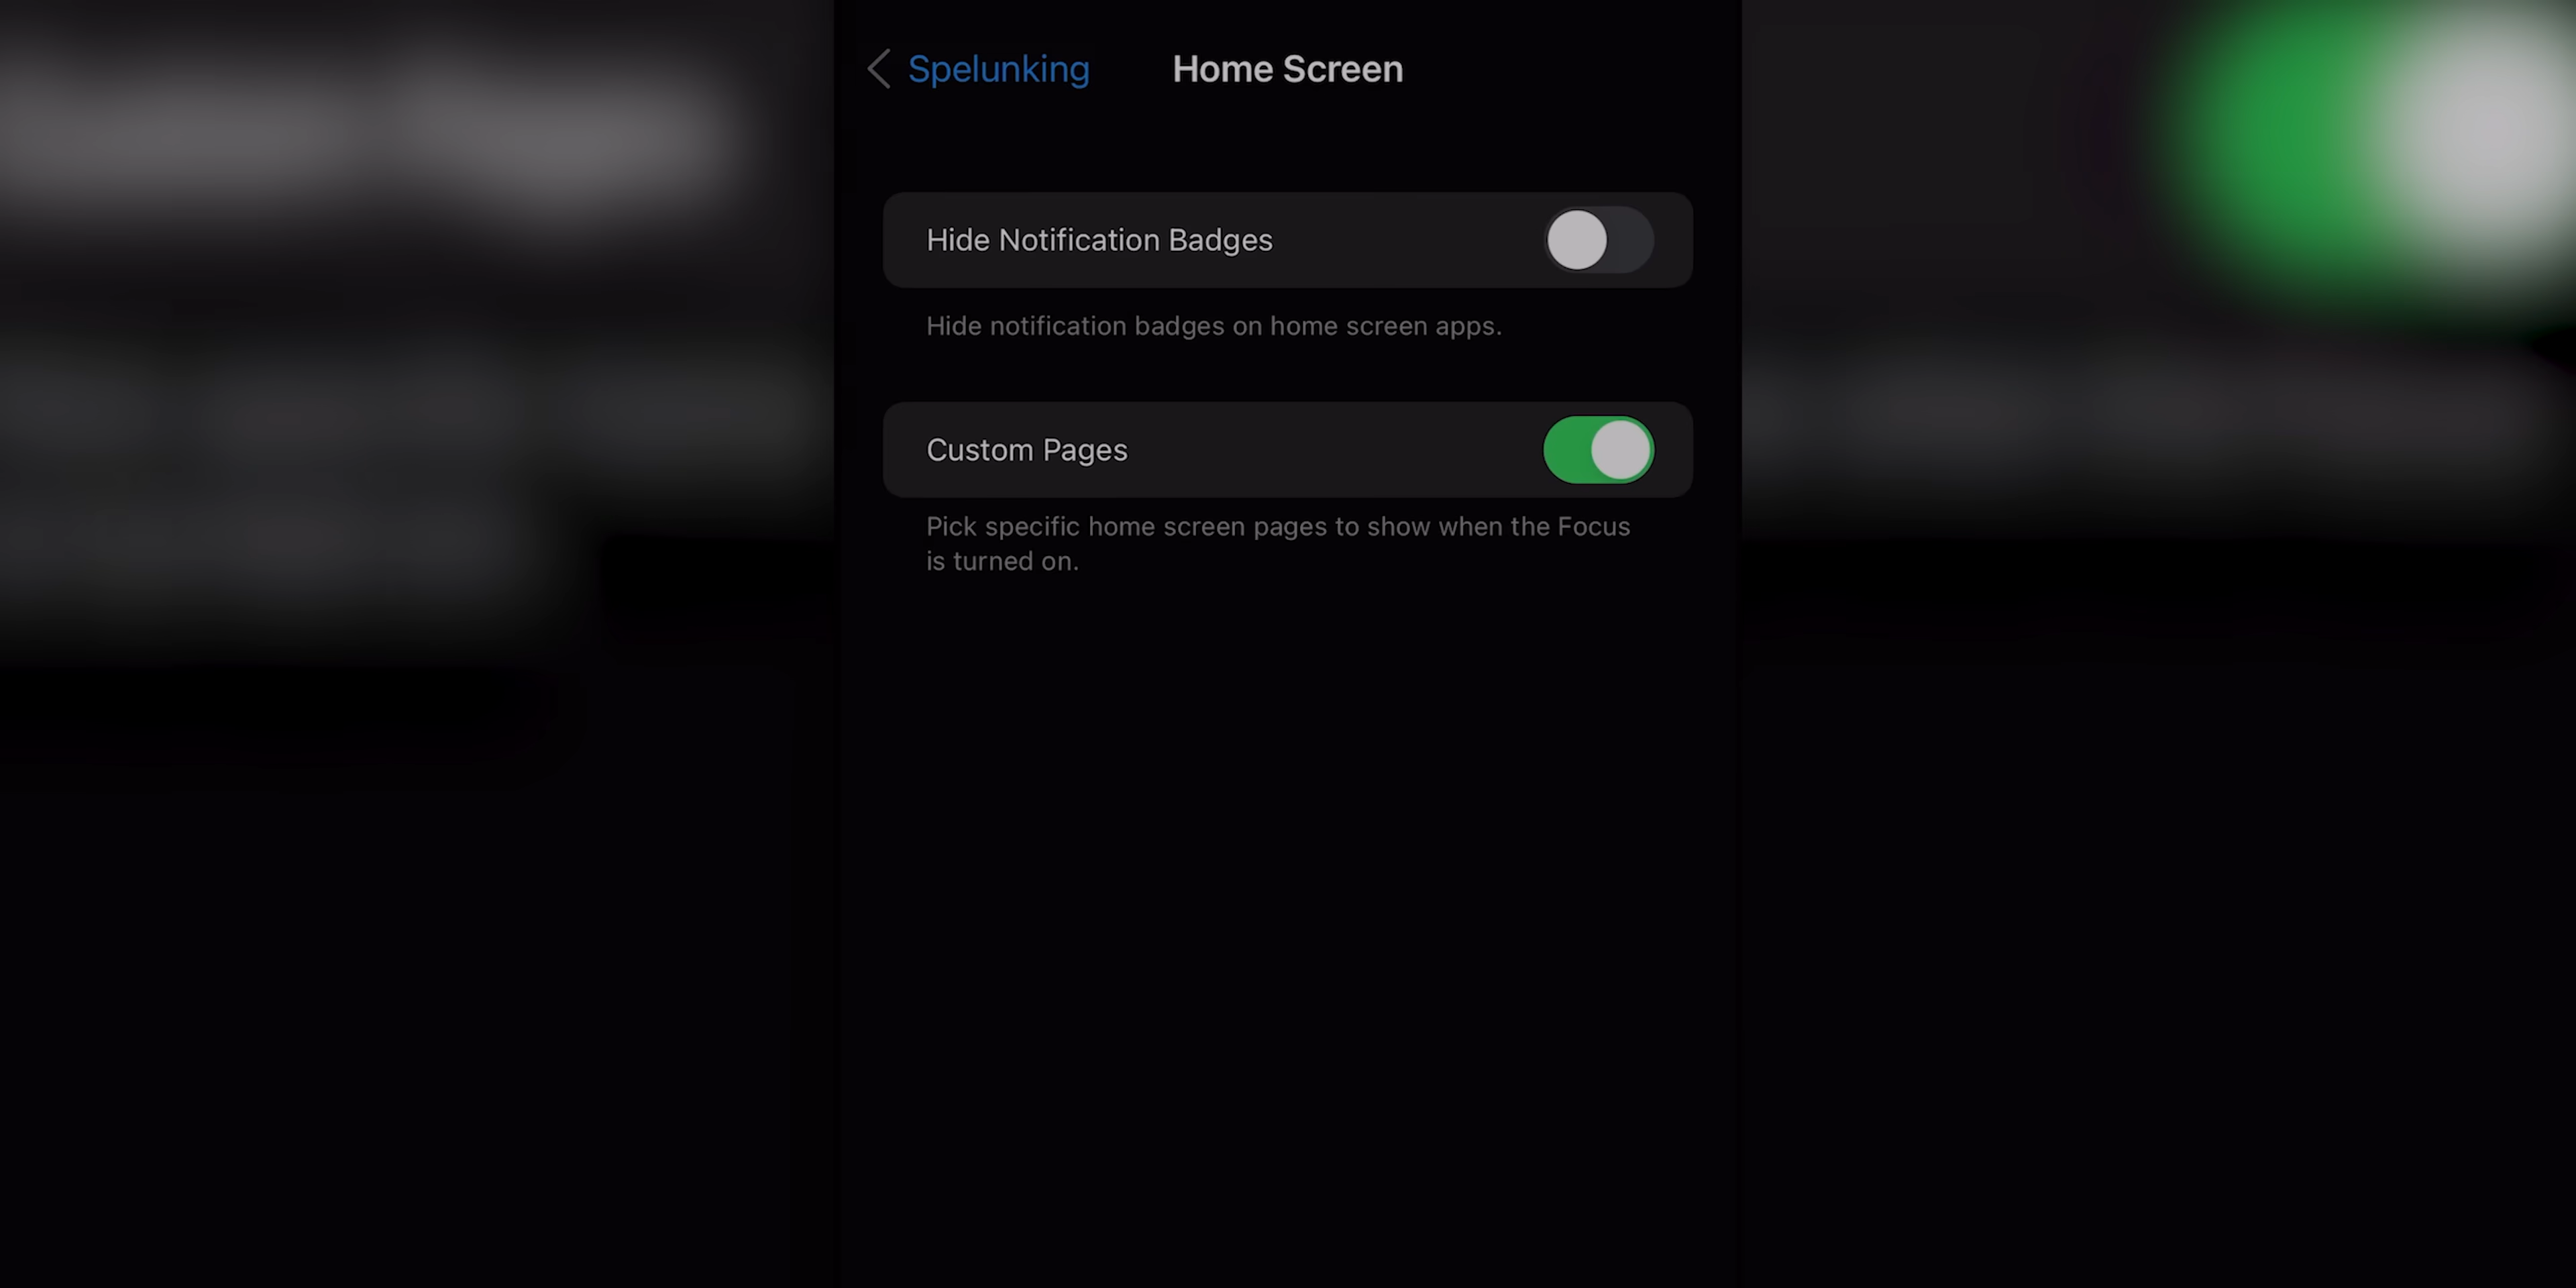 Spelunking
Home Screen
Hide Notification Badges
Hide notification badges on home screen apps.
Custom Pages
Pick specific home screen pages to show when the Focus
is turned on.